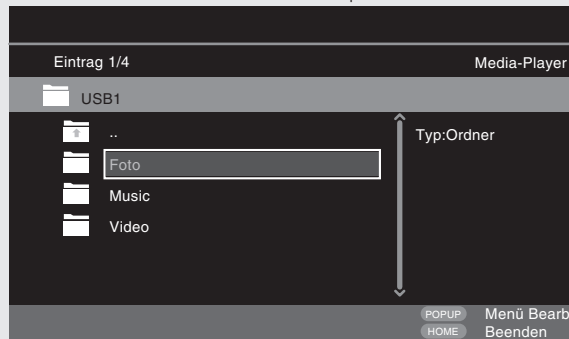 Eintrag 1/4 Media-Player
USB1
.. Typ:Ordner
Foto
Music
Video
POPUP Menü Bearb
HOME Beenden